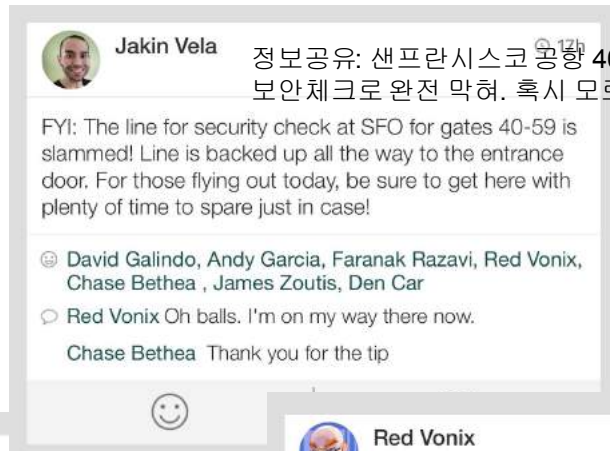 Jakin Vela
17h
정보공유: 샌프란시스코 공항
보안체크로 완전 막혀. 혹시
FYI: The line for security check at SFO for gates 40-59 is
slammed! Line is backed up all the way to the entrance
door. For those flying out today, be sure to get here with
plenty of time to spare just in case!
David Galindo, Andy Garcia, Faranak Razavi, Red Vonix,
Chase Bethea , James Zoutis, Den Car
Red Vonix Oh balls. I'm on my way there now.
Chase Bethea Thank you for the tip
Red Vonix